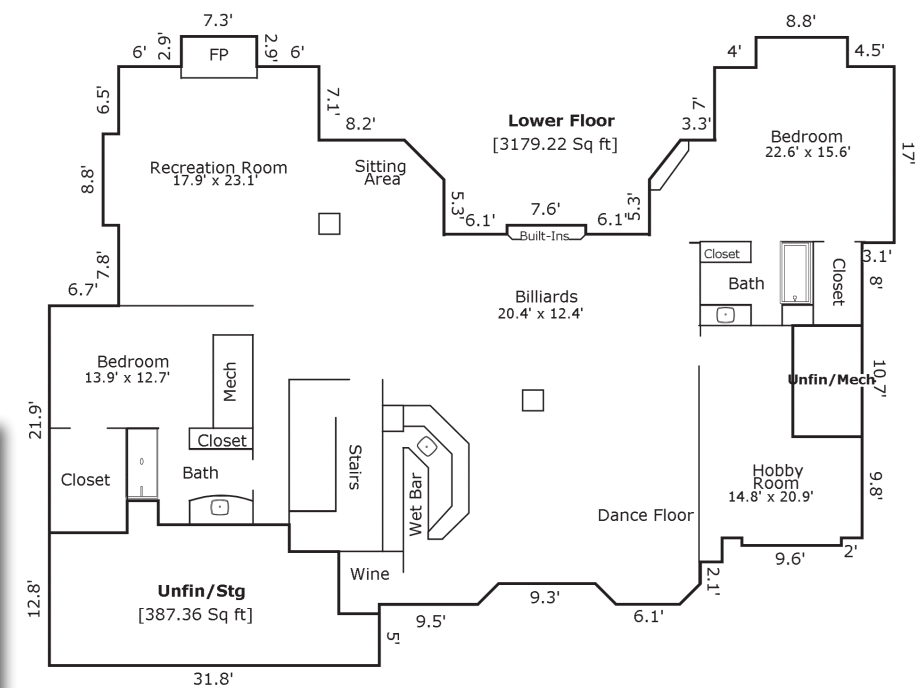 7.3'
8.8'
6'
2.9'
FP
2.9'
6'
4'
4.5'
6.5'
7.1'
8.2'
Lower Floor
[3179.22 Sq ft]
7'
3.3'
Bedroom
22.6' x 15.6'
17'
Recreation Room
17.9' x 23.1'
Sitting
Area
8.8'
5.3'
6.1'
7.6'
6.1'
5.3'
Built-Ins
7.8'
6.7'
Closet
Bath
Closet
3.1'
8'
Billiards
20.4' x 12.4'
Bedroom
13.9' x 12.7'
Mech
Unfin/Mech
10.7'
21.9'
Closet
Closet
Bath
Stairs
Wet Bar
Hobby
Room
14.8' x 20.9'
9.8'
Dance Floor
9.6'
2'
Wine
2.1'
12.8'
Unfin/Stg
[387.36 Sq ft]
9.5'
9.3'
6.1'
5'
31.8'